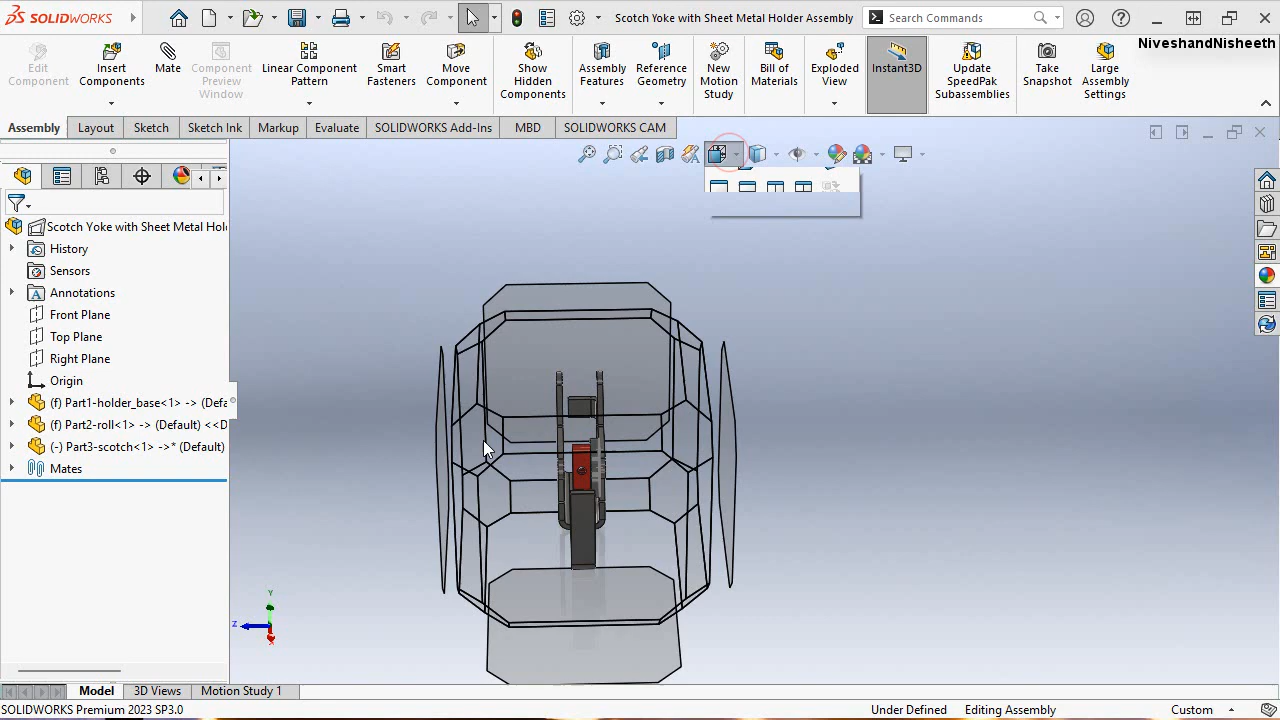 SOLIDWORKS
Scotch Yoke with Sheet Metal Holder Assembly
Search Commands
NiveshandNisheeth
Edit Component
Insert Components
Mate
Component Preview Window
Linear Component Pattern
Smart Fasteners
Move Component
Show Hidden Components
Assembly Features
Reference Geometry
New Motion Study
Bill of Materials
Exploded View
Instant3D
Update SpeedPak Subassemblies
Take Snapshot
Large Assembly Settings
Assembly
Layout
Sketch
Sketch Ink
Markup
Evaluate
SOLIDWORKS Add-Ins
MBD
SOLIDWORKS CAM
Scotch Yoke with Sheet Metal Hol
History
Sensors
Annotations
Front Plane
Top Plane
Right Plane
Origin
(f) Part1-holder_base<1> -> (Defa
(f) Part2-roll<1> -> (Default) <<D
(-) Part3-scotch<1> ->* (Default)
Mates
Y
Z
X
Model
3D Views
Motion Study 1
SOLIDWORKS Premium 2023 SP3.0
Under Defined
Editing Assembly
Custom